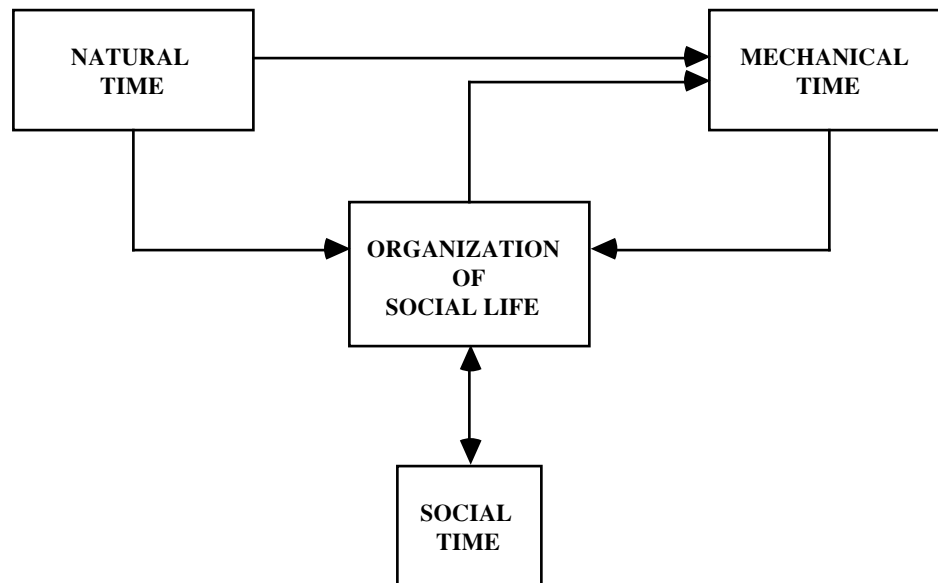 NATURAL
TIME
MECHANICAL
TIME
ORGANIZATION
OF
SOCIAL LIFE
SOCIAL
TIME